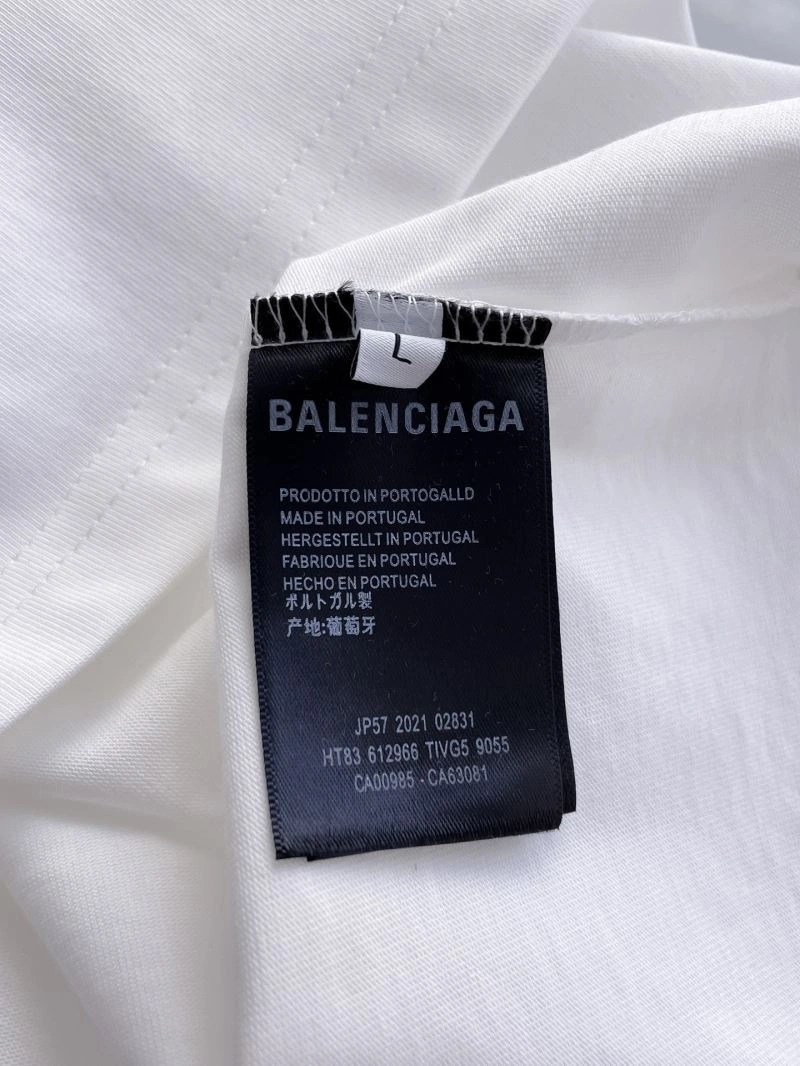 L
BALENCIAGA
PRODOTTO IN PORTOGALLD
MADE IN PORTUGAL
HERGESTELLT IN PORTUGAL
FABRIQUE EN PORTUGAL
HECHO EN PORTUGAL
ポルトガル製
产地:葡萄牙
JP57 2021 02831
HT83 612966 TIVG5 9055
CA00985 - CA63081